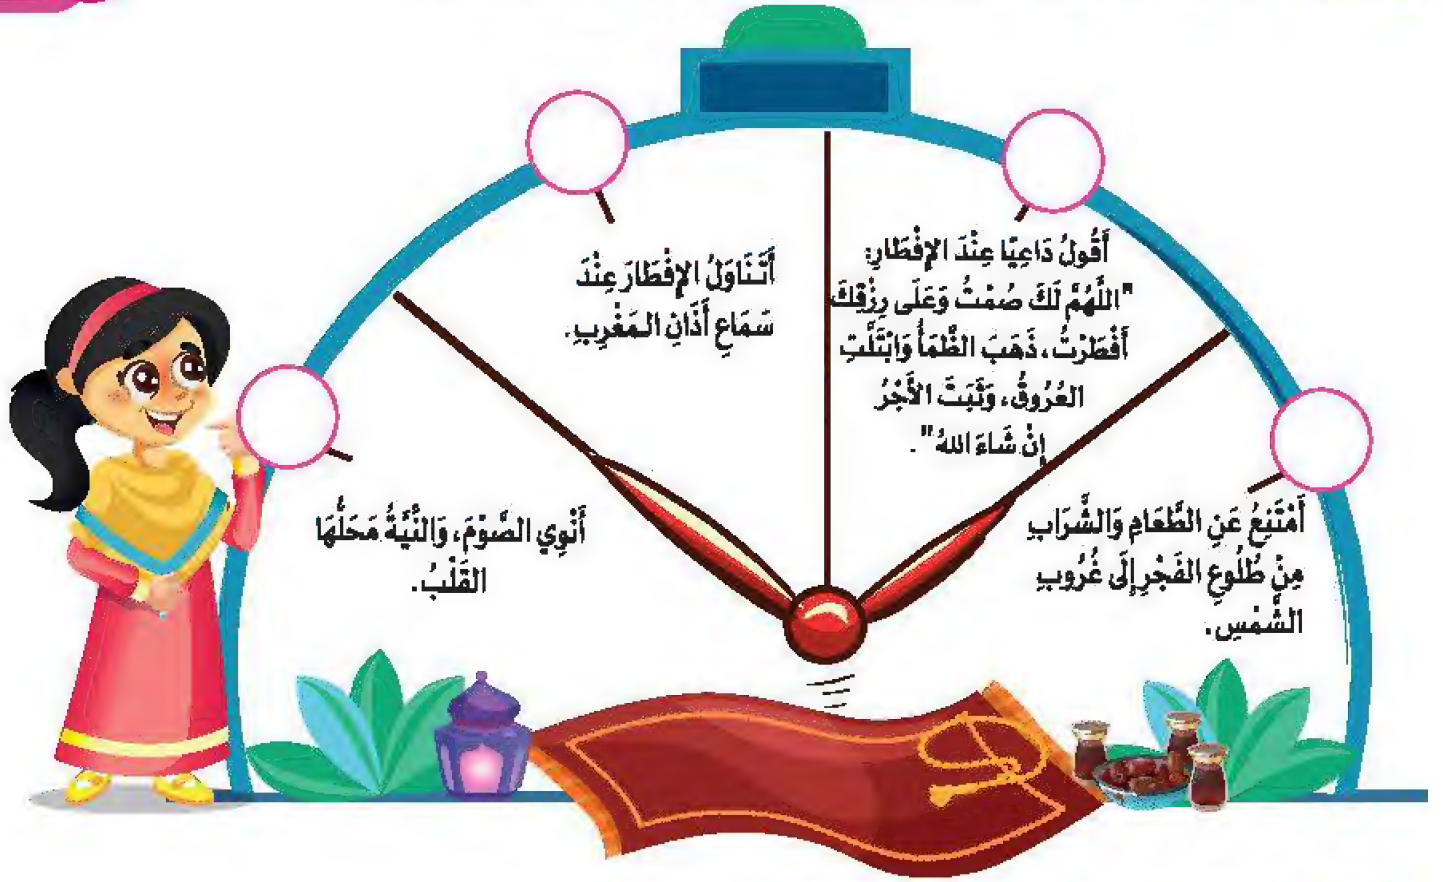 أَقُولُ دَاعِيًا عِنْدَ الإِفْطَارِ:
"اللَّهُمَّ لَكَ صُمْتُ وَعَلَى رِزْقِكَ
أَفْطَرْتُ، ذَهَبَ الظَّمَأُ وَابْتَلَّتِ
العُرُوقُ، وَثَبَتَ الأَجْرُ
إِنْ شَاءَ اللهُ".
أَتَنَاوَلُ الإِفْطَارَ عِنْدَ
سَمَاعِ أَذَانِ المَغْرِبِ.
أَمْتَنِعُ عَنِ الطَّعَامِ وَالشَّرَابِ
مِنْ طُلُوعِ الفَجْرِ إِلَى غُرُوبِ
الشَّمْسِ.
أَنْوِي الصَّوْمَ، وَالنِّيَّةُ مَحَلُّهَا
القَلْبُ.